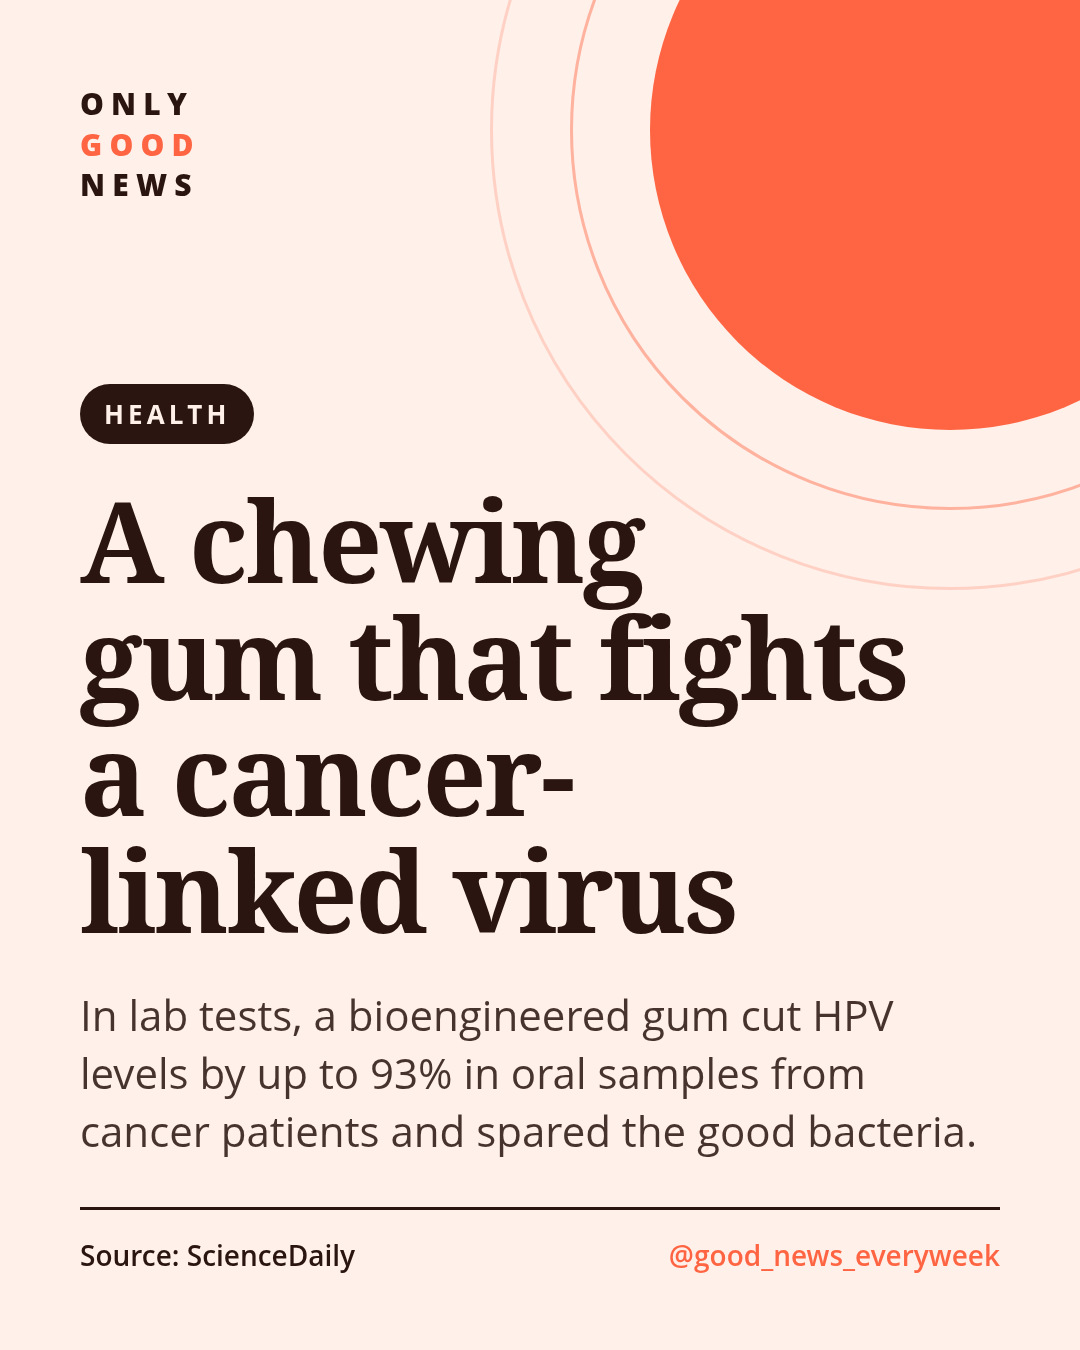 ONLY
GOOD
NEWS
HEALTH
A chewing
gum that fights
a cancer-
linked virus
In lab tests, a bioengineered gum cut HPV
levels by up to 93% in oral samples from
cancer patients and spared the good bacteria.
Source: ScienceDaily
@good_news_everyweek